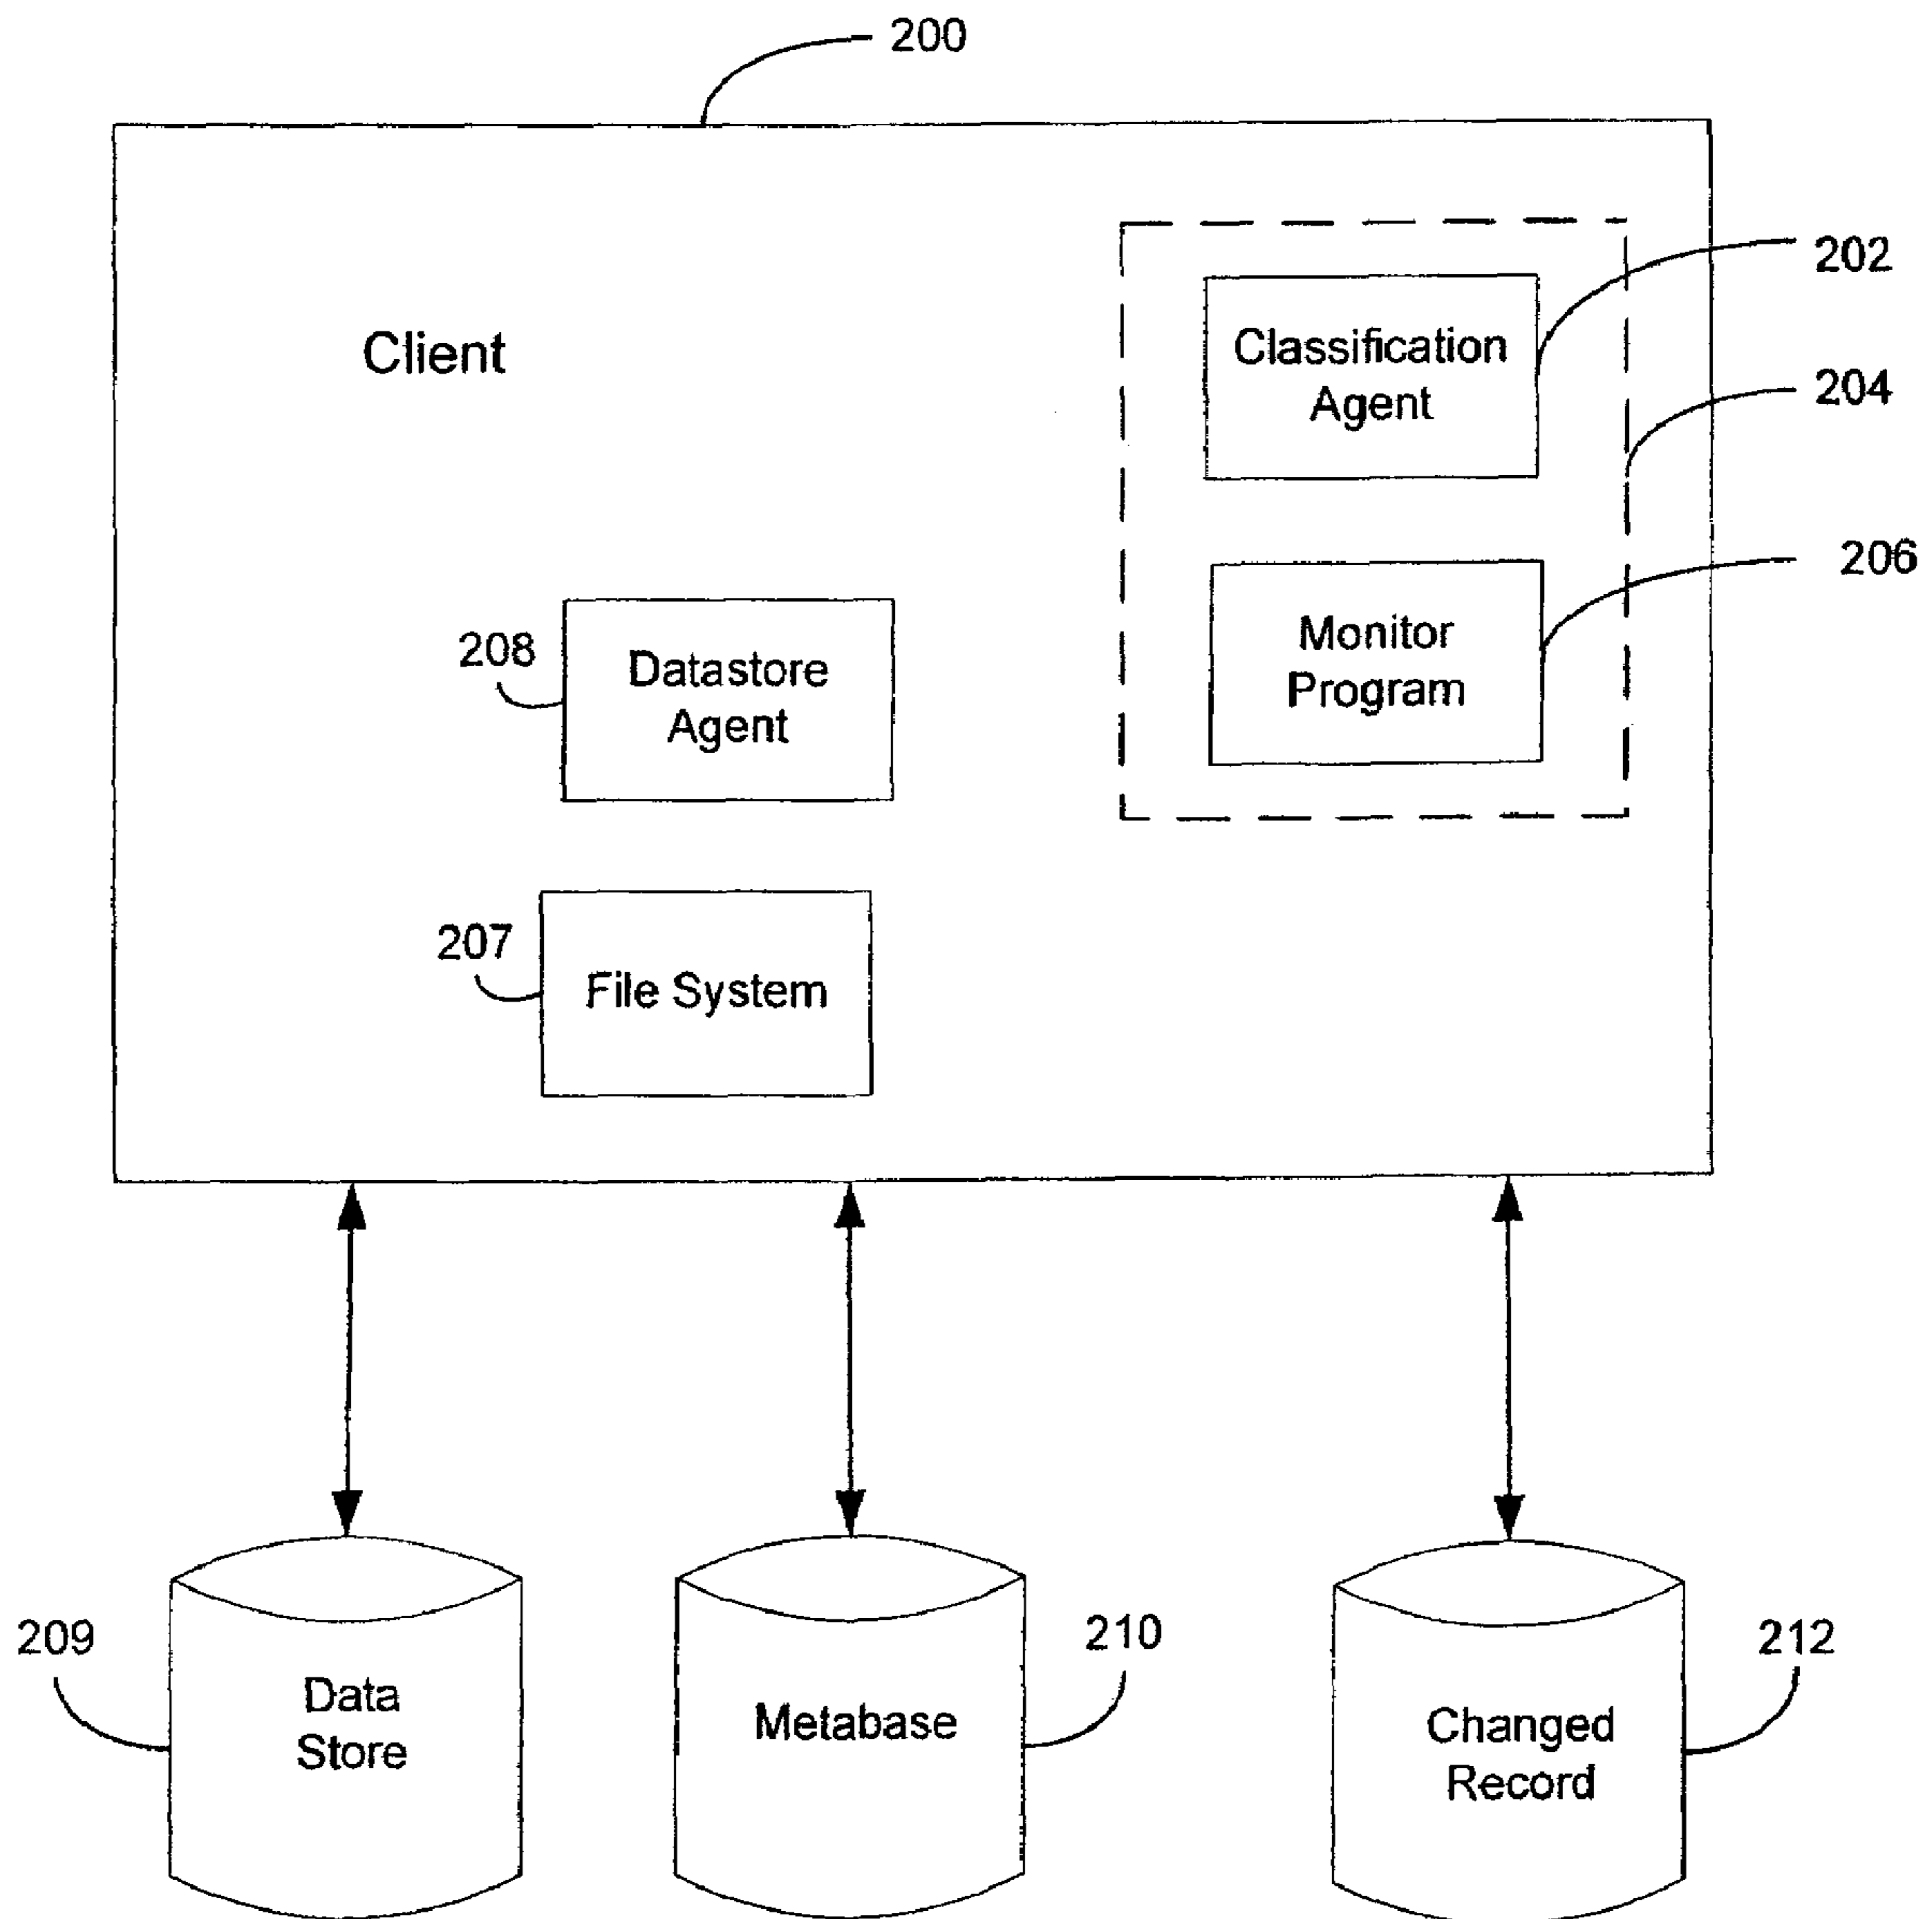 200
202
Client
Classification
Agent
204
206
Monitor
Program
208
Datastore
Agent
207
File System
209
Data
Store
210
Metabase
212
Changed
Record